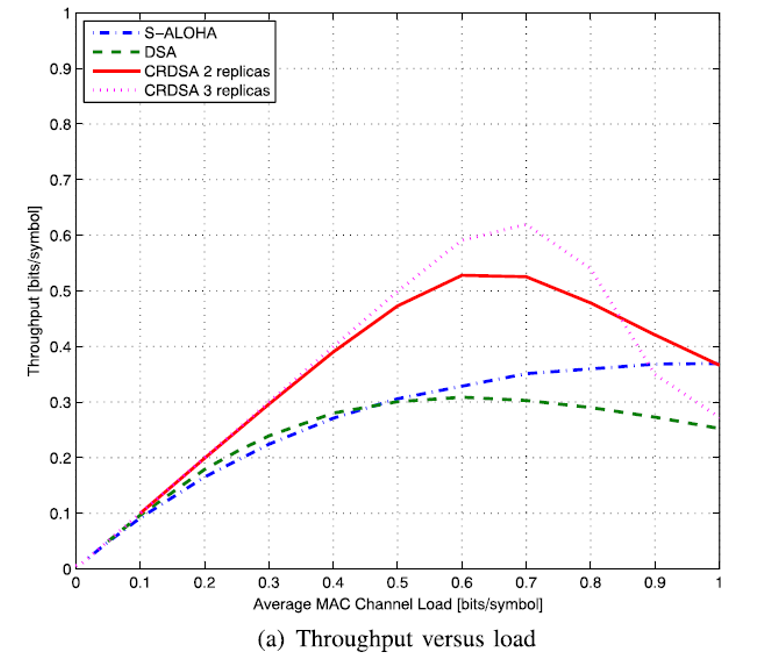 S-ALOHA
DSA
CRDSA 2 replicas
CRDSA 3 replicas
1
0.9
0.8
0.7
0.6
0.5
0.4
0.3
0.2
0.1
0
Throughput [bits/symbol]
0 0.1 0.2 0.3 0.4 0.5 0.6 0.7 0.8 0.9 1
Average MAC Channel Load [bits/symbol]
(a) Throughput versus load